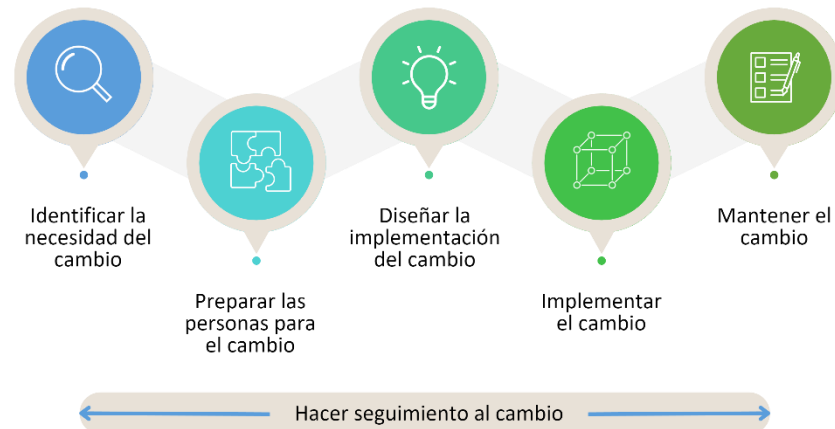 Identificar la
necesidad del
cambio
Preparar las
personas para
el cambio
Diseñar la
implementación
del cambio
Implementar
el cambio
Mantener el
cambio
Hacer seguimiento al cambio